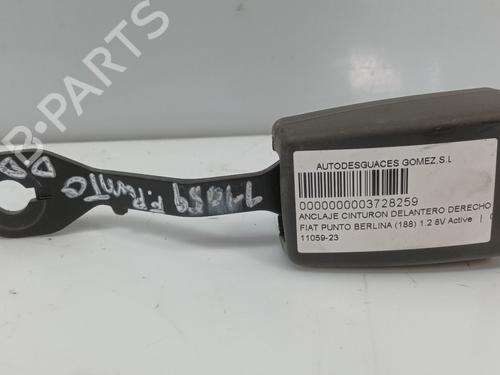 AUTODESGUACES GOMEZ,S.L
0000000003728259
ANCLAJE CINTURON DELANTERO DERECHO
FIAT PUNTO BERLINA (188) 1.2 8V Active |
11059-23
11059 F.PUNTO
DD
B-PARTS